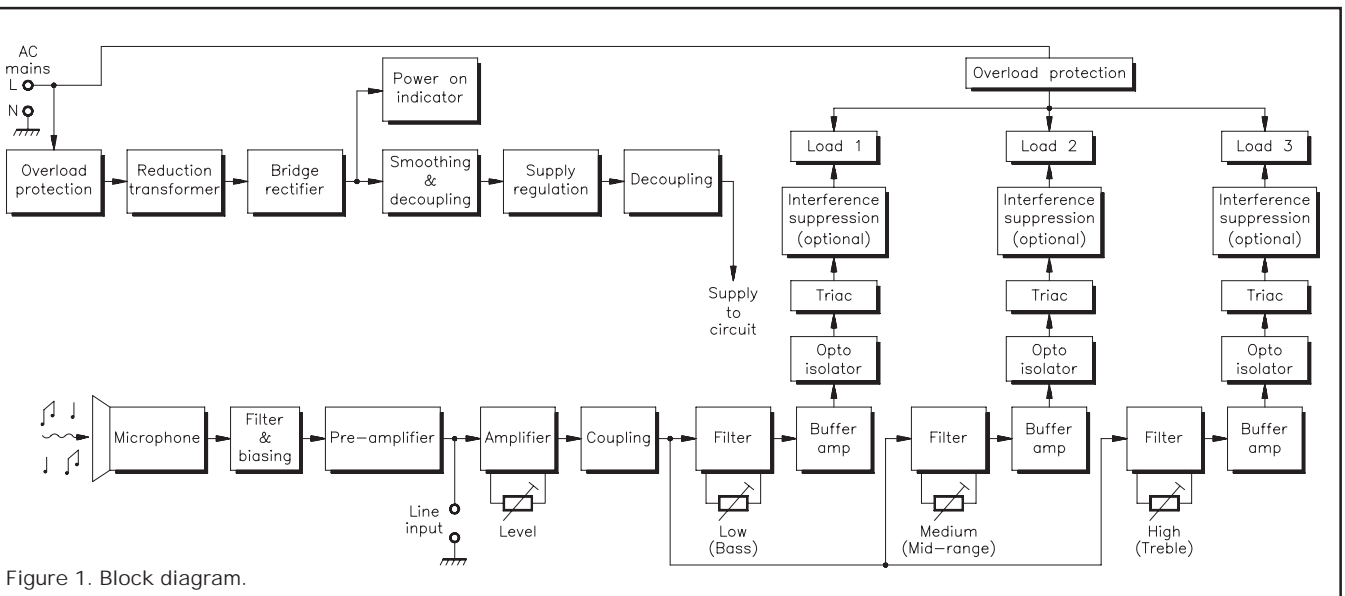 AC
mains
L
N
Power on
indicator
Overload protection
Overload
protection
Reduction
transformer
Bridge
rectifier
Smoothing
&
decoupling
Supply
regulation
Decoupling
Supply
to
circuit
Load 1
Load 2
Load 3
Interference
suppression
(optional)
Interference
suppression
(optional)
Interference
suppression
(optional)
Triac
Triac
Triac
Opto
isolator
Opto
isolator
Opto
isolator
Microphone
Filter
&
biasing
Pre-amplifier
Amplifier
Coupling
Filter
Buffer
amp
Filter
Buffer
amp
Filter
Buffer
amp
Line
input
Level
Low
(Bass)
Medium
(Mid-range)
High
(Treble)
Figure 1. Block diagram.